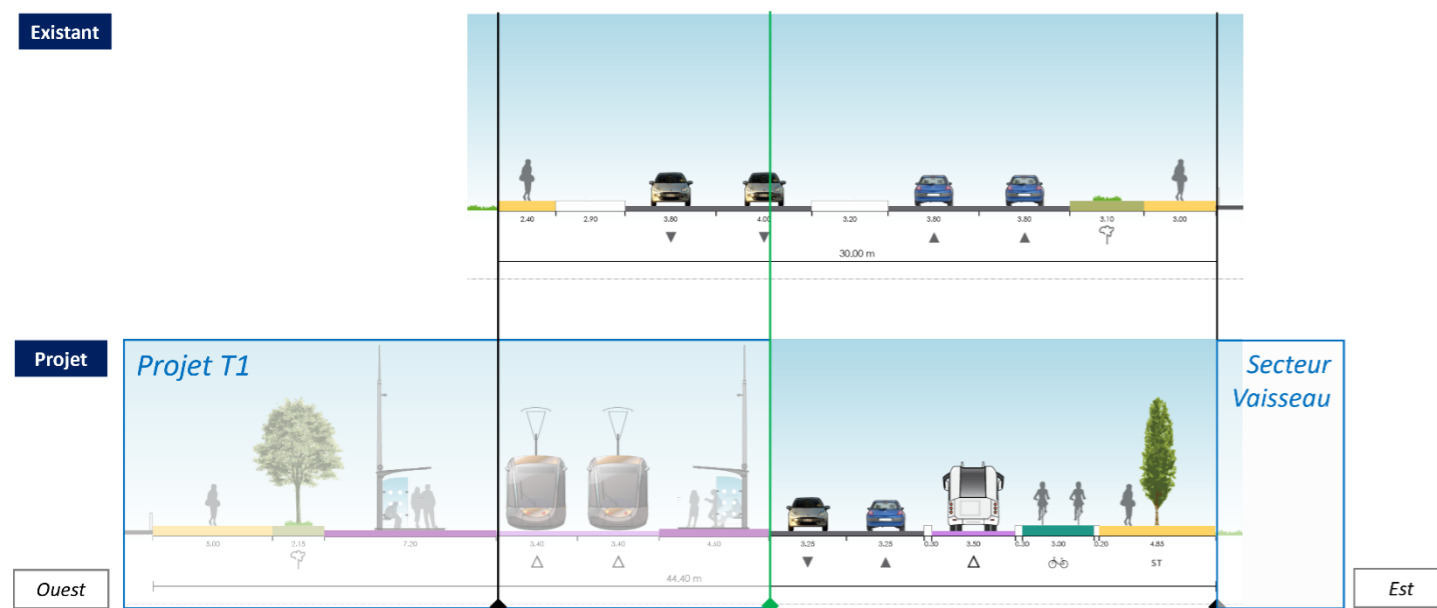 Existant
2.40 2.90 3.80 4.00 3.20 3.80 3.80 3.10 3.00
30.00 m
Projet
Projet T1
Secteur
Vaisseau
5.00 2.15 7.20 3.40 3.40 4.60 3.25 3.25 0.30 3.50 0.30 3.00 0.20 4.85
ST
44.40 m
Ouest
Est